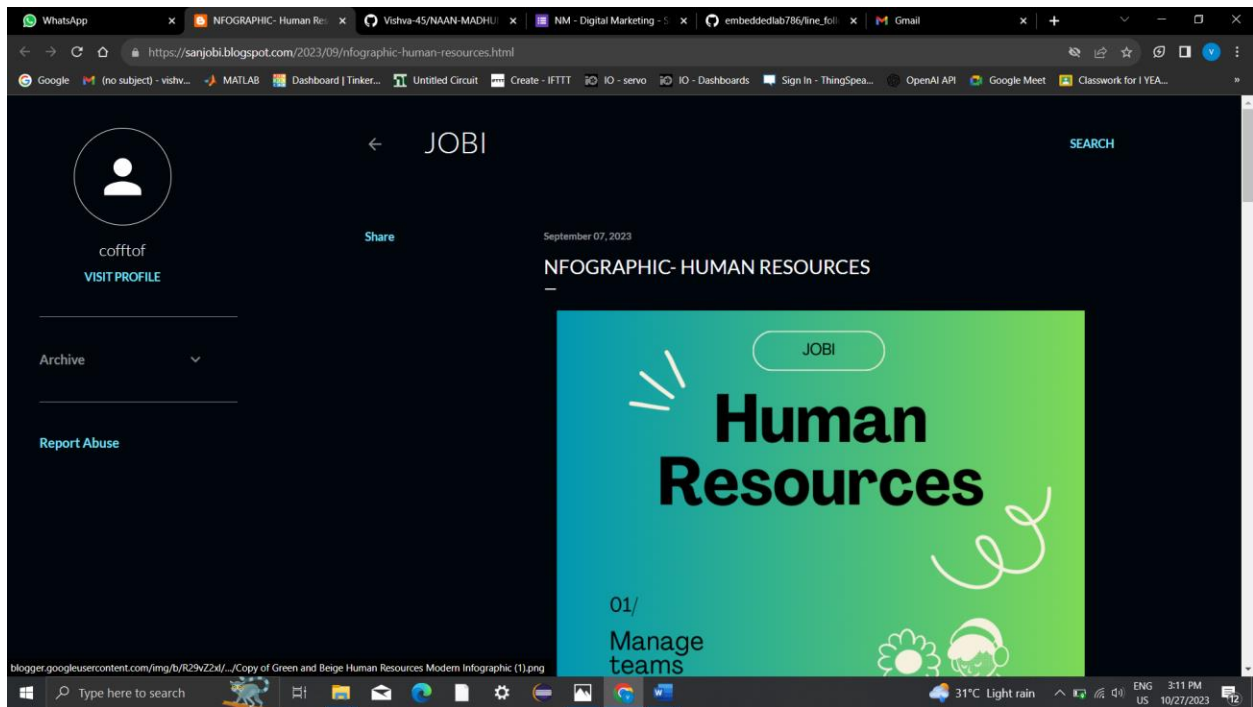 WhatsApp
NFOGRAPHIC- Human Res
Vishva-45/NAAN-MADHU
NM - Digital Marketing - S
embeddedlab786/line_foll
Gmail
https://sanjobi.blogspot.com/2023/09/nfographic-human-resources.html
V
Google
(no subject) - vishv...
MATLAB
Dashboard | Tinker...
Untitled Circuit
Create - IFTTT
IO - servo
IO - Dashboards
Sign In - ThingSpea...
OpenAI API
Google Meet
Classwork for I YEA...
»
JOBI
SEARCH
cofftof
VISIT PROFILE
Archive
Report Abuse
Share
September 07, 2023
NFOGRAPHIC- HUMAN RESOURCES
JOBI
Human
Resources
01/
Manage
teams
blogger.googleusercontent.com/img/b/R29vZ2xl/.../Copy of Green and Beige Human Resources Modern Infographic (1).png
Type here to search
31°C Light rain
ENG
US
3:11 PM
10/27/2023
12